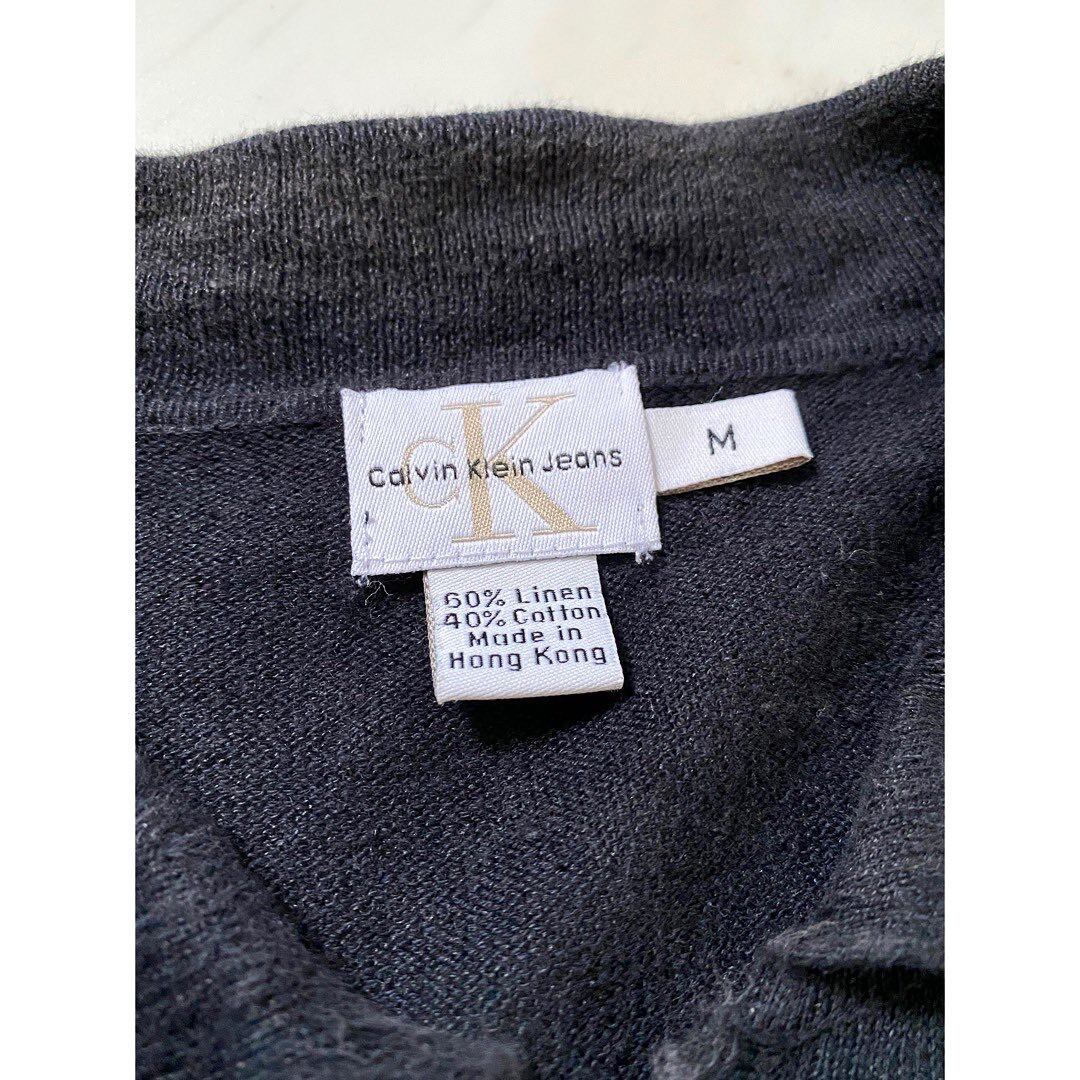 cK
Calvin Klein Jeans
M
60% Linen
40% Cotton
Made in
Hong Kong